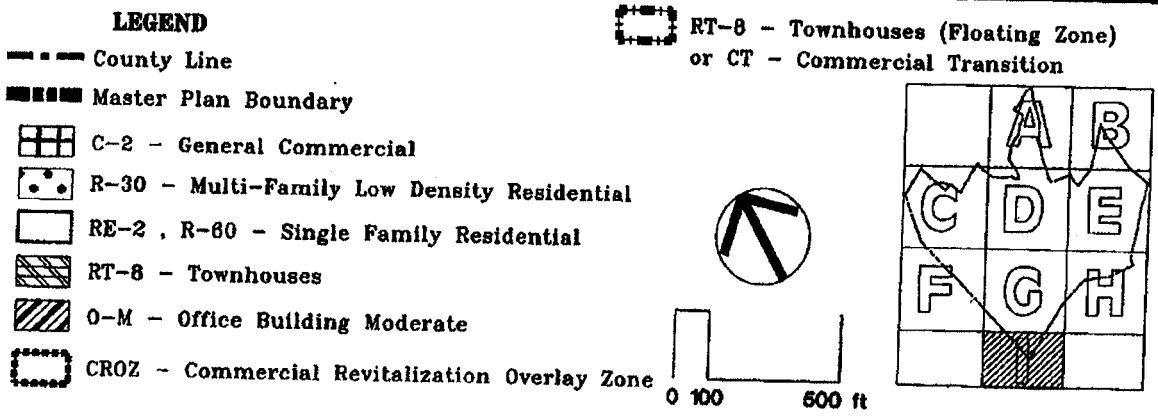 LEGEND
County Line
Master Plan Boundary
C-2 - General Commercial
R-30 - Multi-Family Low Density Residential
RE-2 , R-60 - Single Family Residential
RT-8 - Townhouses
O-M - Office Building Moderate
CROZ - Commercial Revitalization Overlay Zone
RT-8 - Townhouses (Floating Zone)
or CT - Commercial Transition
A B
C D E
F G H
I
0 100 500 ft